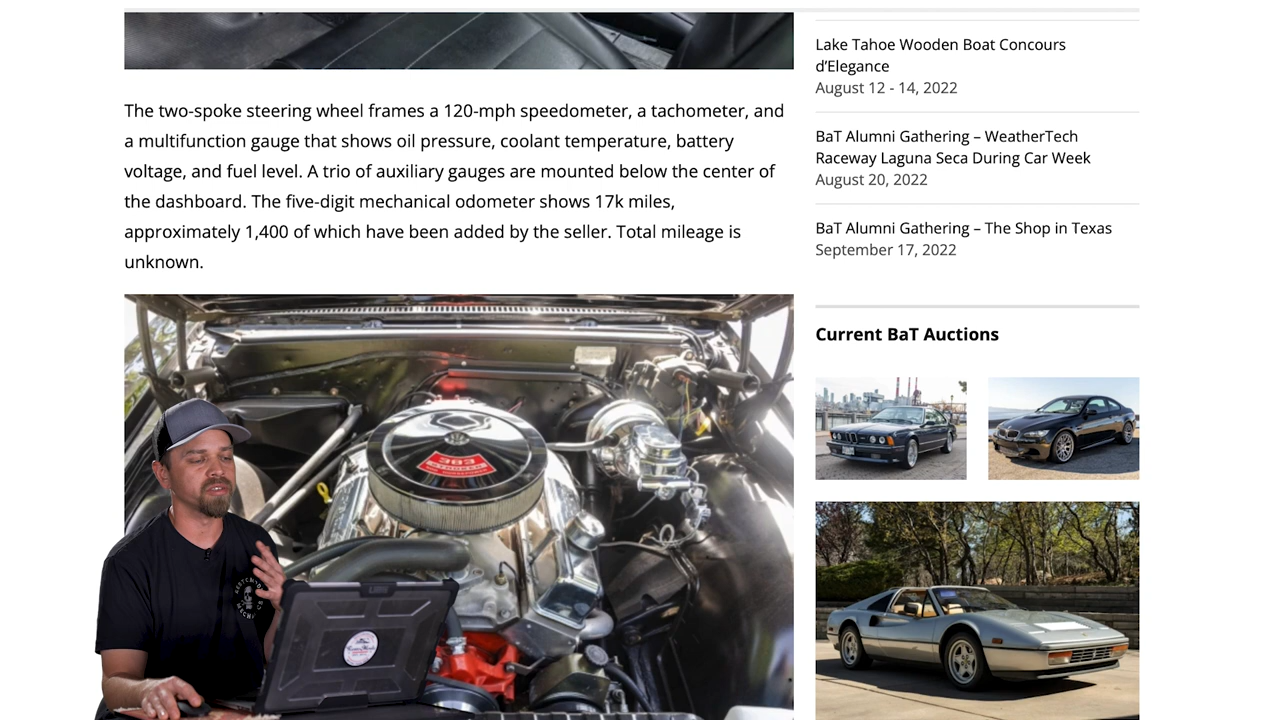 The two-spoke steering wheel frames a 120-mph speedometer, a tachometer, and
a multifunction gauge that shows oil pressure, coolant temperature, battery
voltage, and fuel level. A trio of auxiliary gauges are mounted below the center of
the dashboard. The five-digit mechanical odometer shows 17k miles,
approximately 1,400 of which have been added by the seller. Total mileage is
unknown.
383
Lake Tahoe Wooden Boat Concours
d’Elegance
August 12 - 14, 2022
BaT Alumni Gathering – WeatherTech
Raceway Laguna Seca During Car Week
August 20, 2022
BaT Alumni Gathering – The Shop in Texas
September 17, 2022
Current BaT Auctions